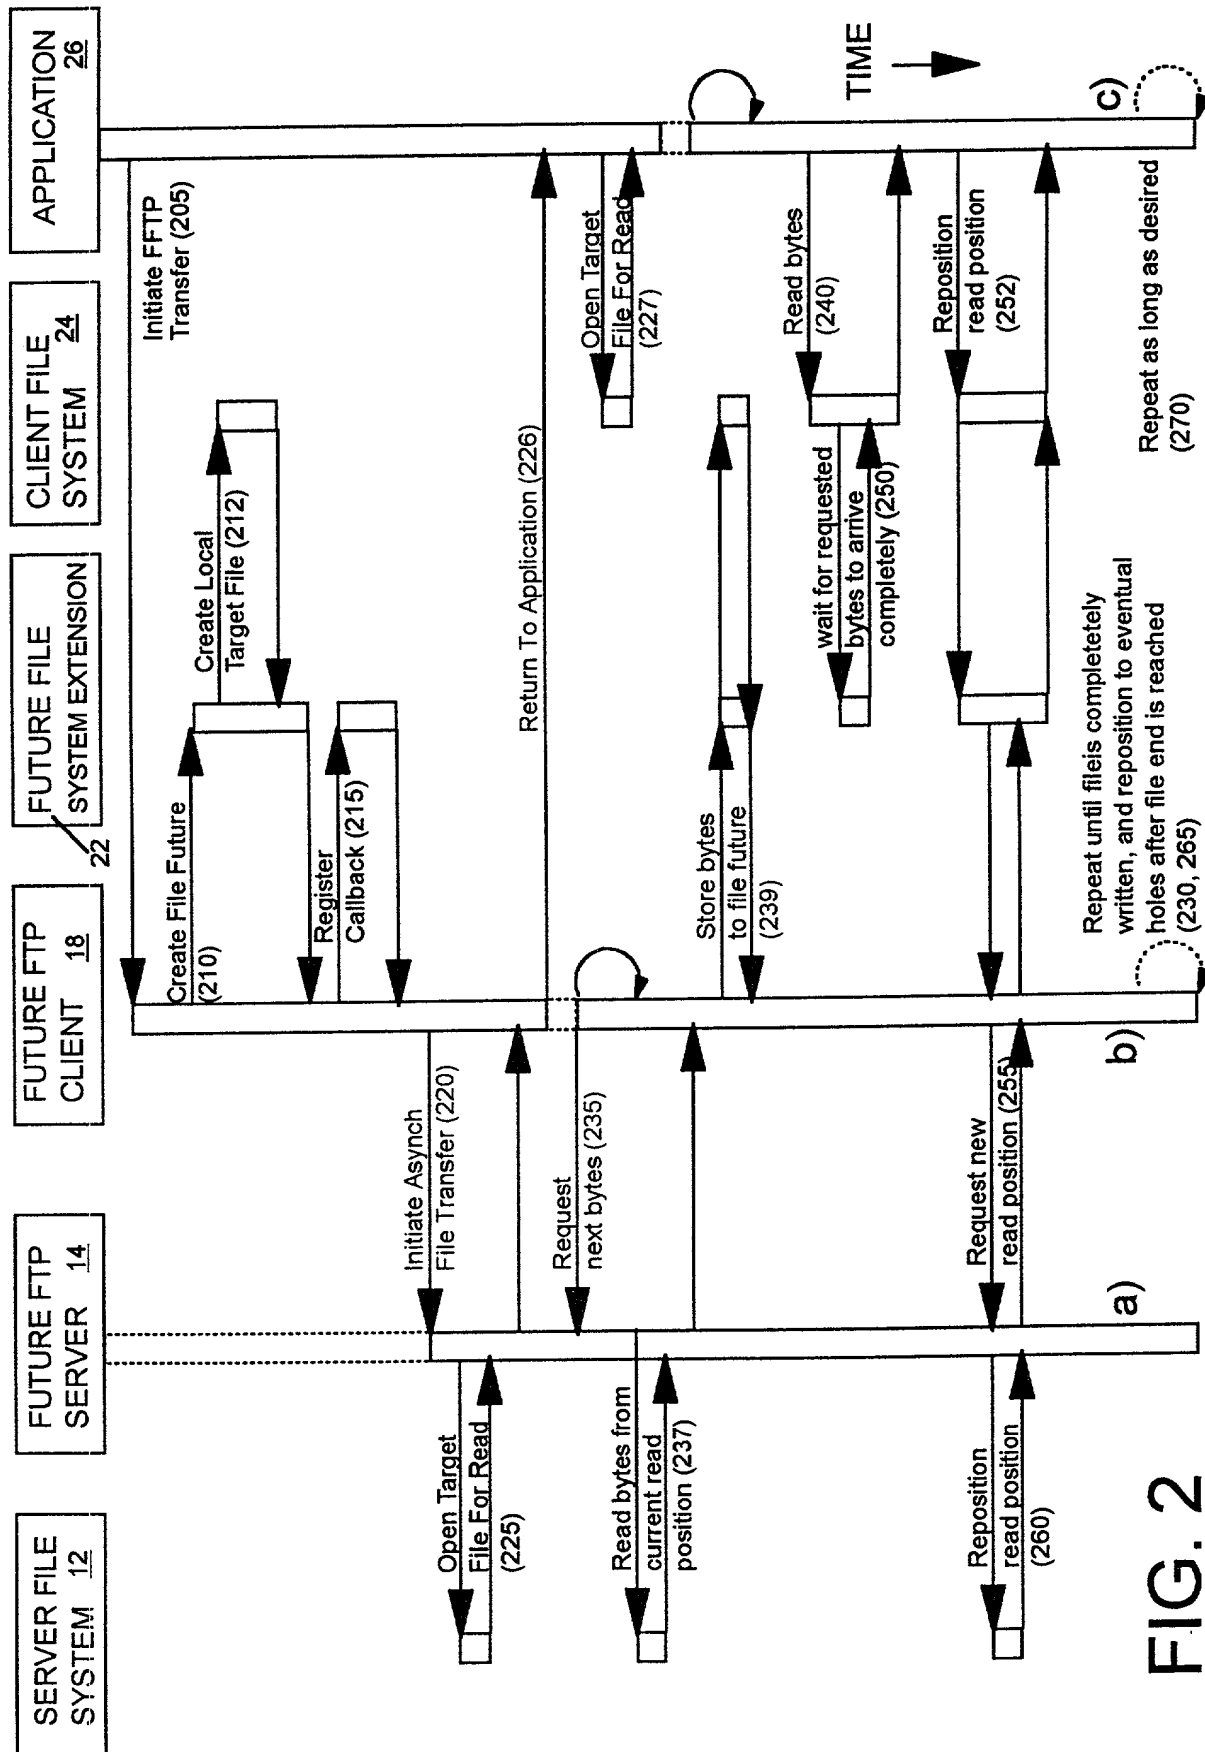 SERVER FILE
SYSTEM 12
FUTURE FTP
SERVER 14
FUTURE FTP
CLIENT 18
FUTURE FILE
SYSTEM EXTENSION
22
CLIENT FILE
SYSTEM 24
APPLICATION
26
Initiate FFTP
Transfer (205)
Create File Future
(210)
Create Local
Target File (212)
Register
Callback (215)
Initiate Asynch
File Transfer (220)
Open Target
File For Read
(225)
Return To Application (226)
Request
next bytes (235)
Open Target
File For Read
(227)
Read bytes from
current read
position (237)
Store bytes
to file future
(239)
Read bytes
(240)
wait for requested
bytes to arrive
completely (250)
TIME
Reposition
read position
(252)
Request new
read position (255)
Reposition
read position
(260)
a)
b)
c)
Repeat until fileis completetely
written, and reposition to eventual
holes after file end is reached
(230, 265)
Repeat as long as desired
(270)
FIG. 2